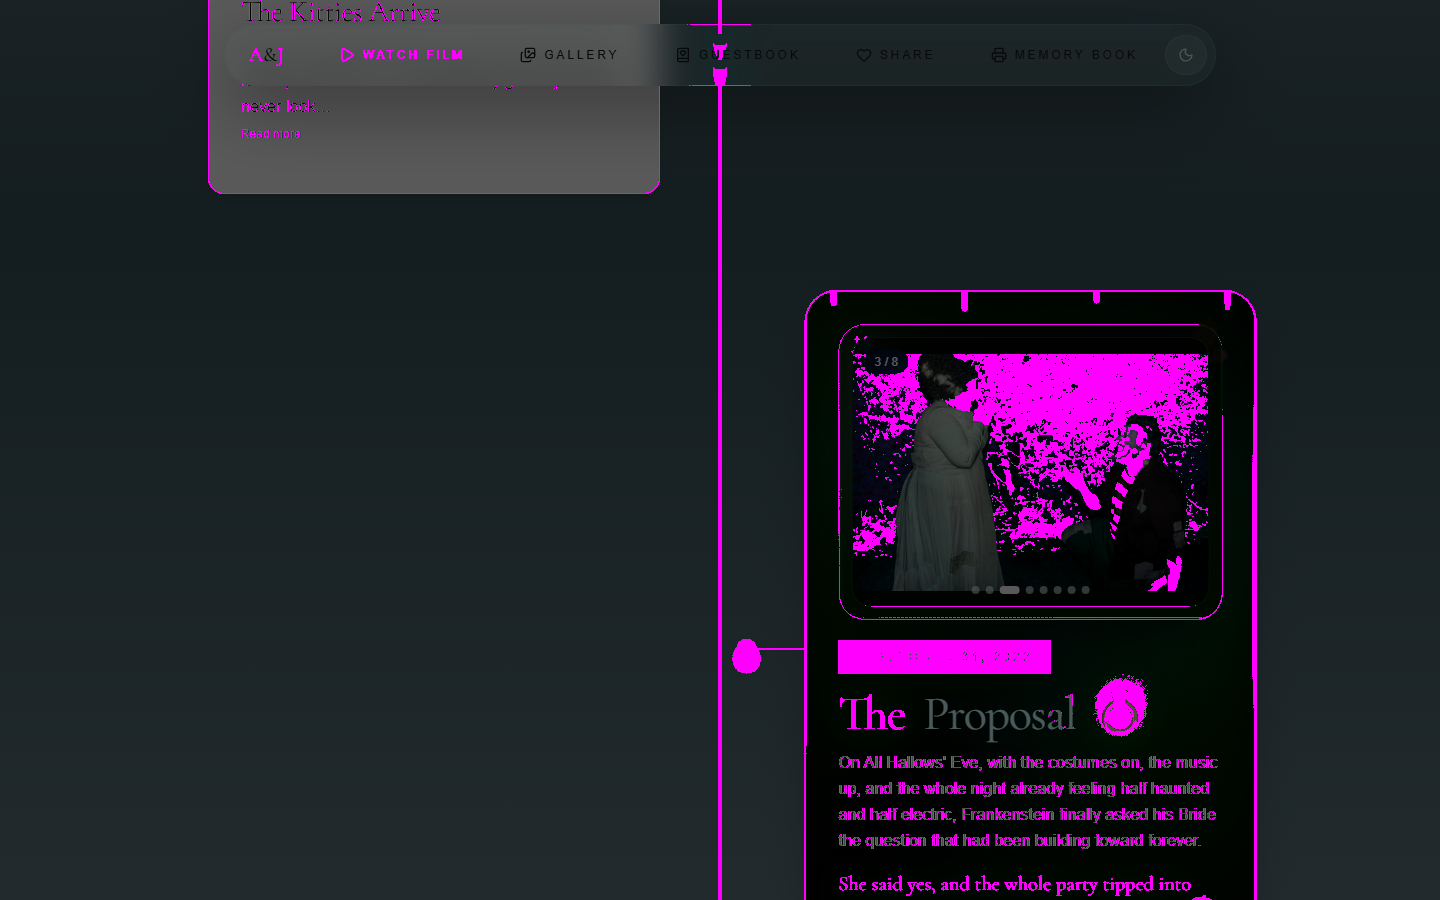 The Kitties Arrive
A&J
WATCH FILM
GALLERY
GUESTBOOK
SHARE
MEMORY BOOK
never look...
Read more
3 / 8
31, 2022
The Proposal
On All Hallows' Eve, with the costumes on, the music
up, and the whole night already feeling half haunted
and half electric, Frankenstein finally asked his Bride
the question that had been building toward forever.
She said yes, and the whole party tipped into